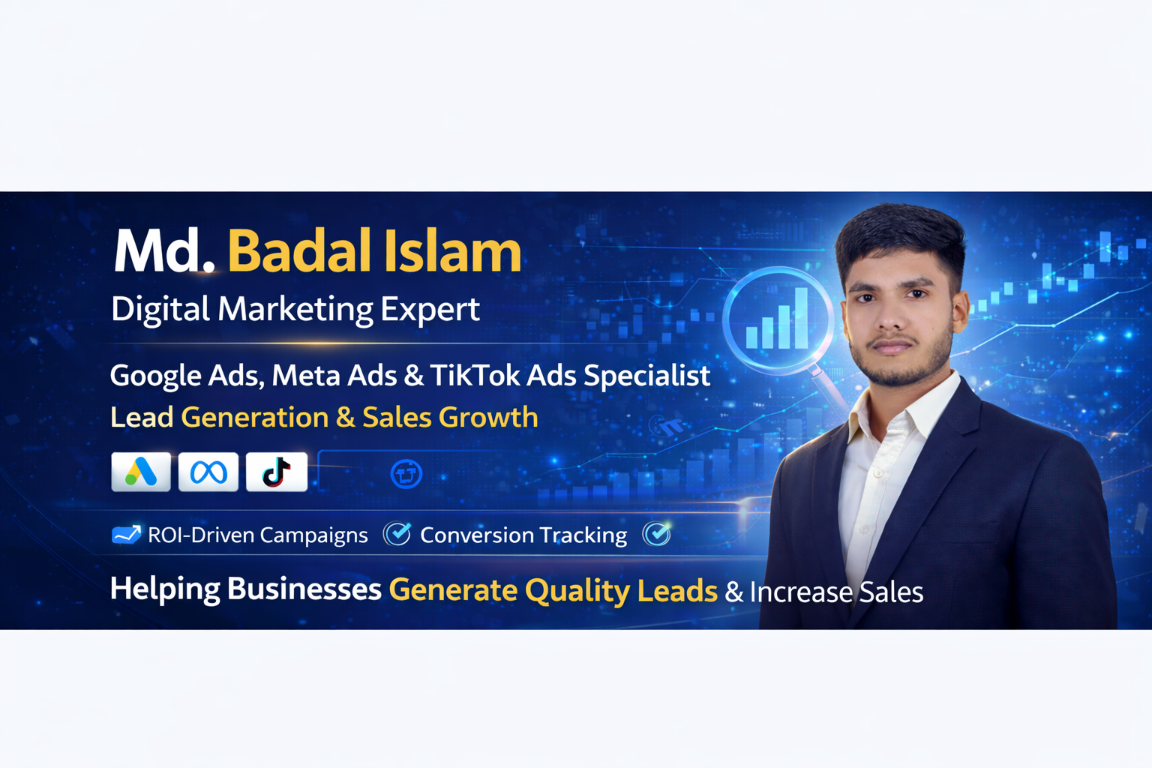 Md. Badal Islam
Digital Marketing Expert
Google Ads, Meta Ads & TiKTok Ads Specialist
Lead Generation & Sales Growth
ROI-Driven Campaigns Conversion Tracking
Helping Businesses Generate Quality Leads & Increase Sales